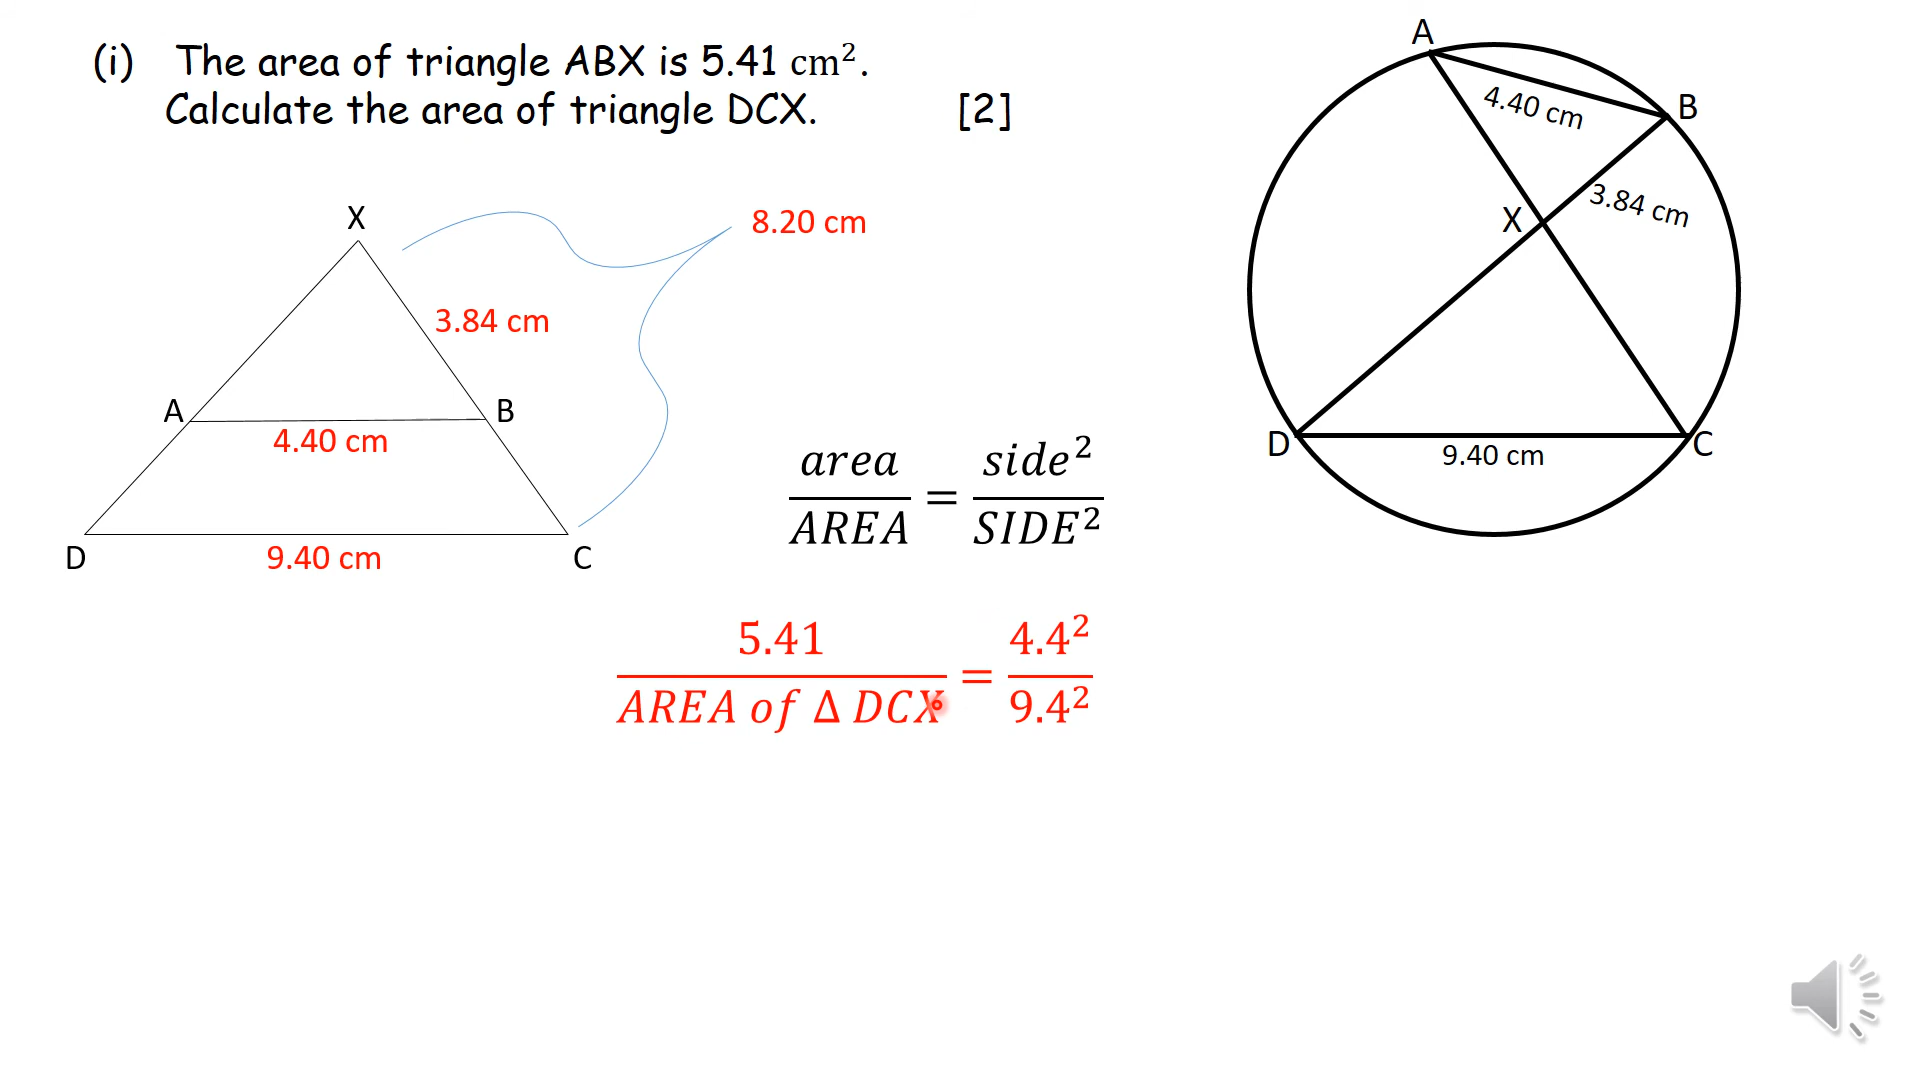 (i) The area of triangle ABX is 5.41 cm².
Calculate the area of triangle DCX. [2]
X
8.20 cm
3.84 cm
A
B
4.40 cm
D
9.40 cm
C
area/AREA = side²/SIDE²
5.41/AREA of Δ DCX = 4.4²/9.4²
A
4.40 cm
B
3.84 cm
X
D
9.40 cm
C